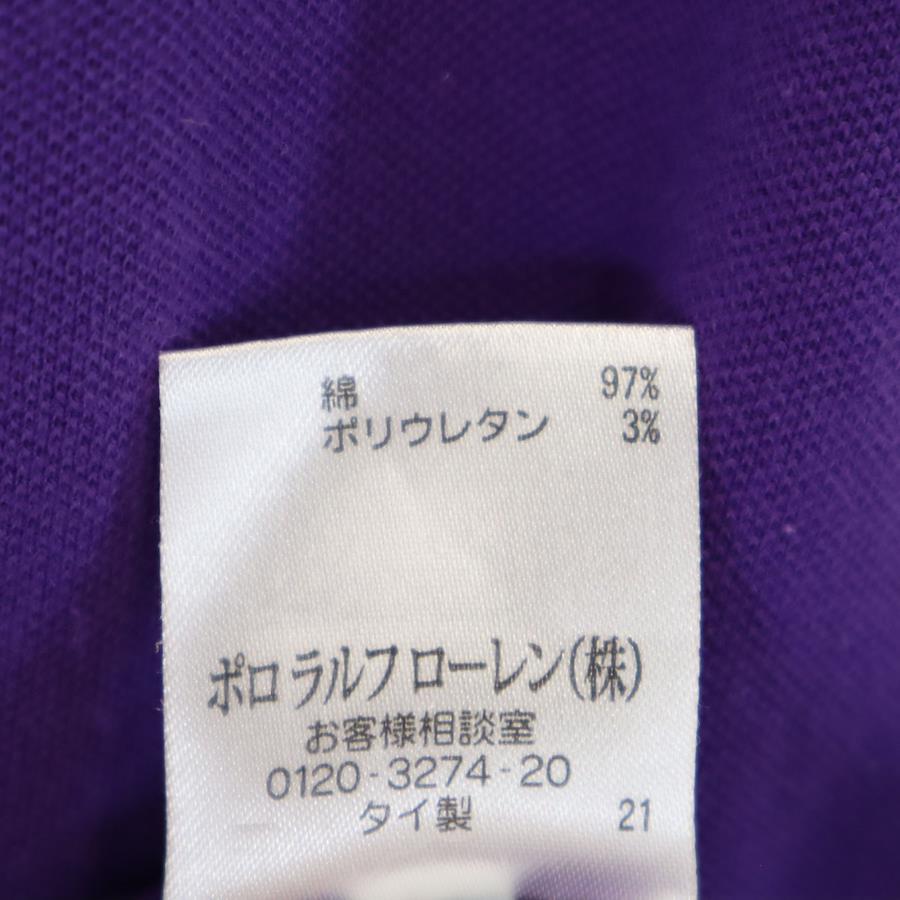 綿 97%
ポリウレタン 3%
ポロ ラルフ ローレン(株)
お客様相談室
0120-3274-20
タイ製 21